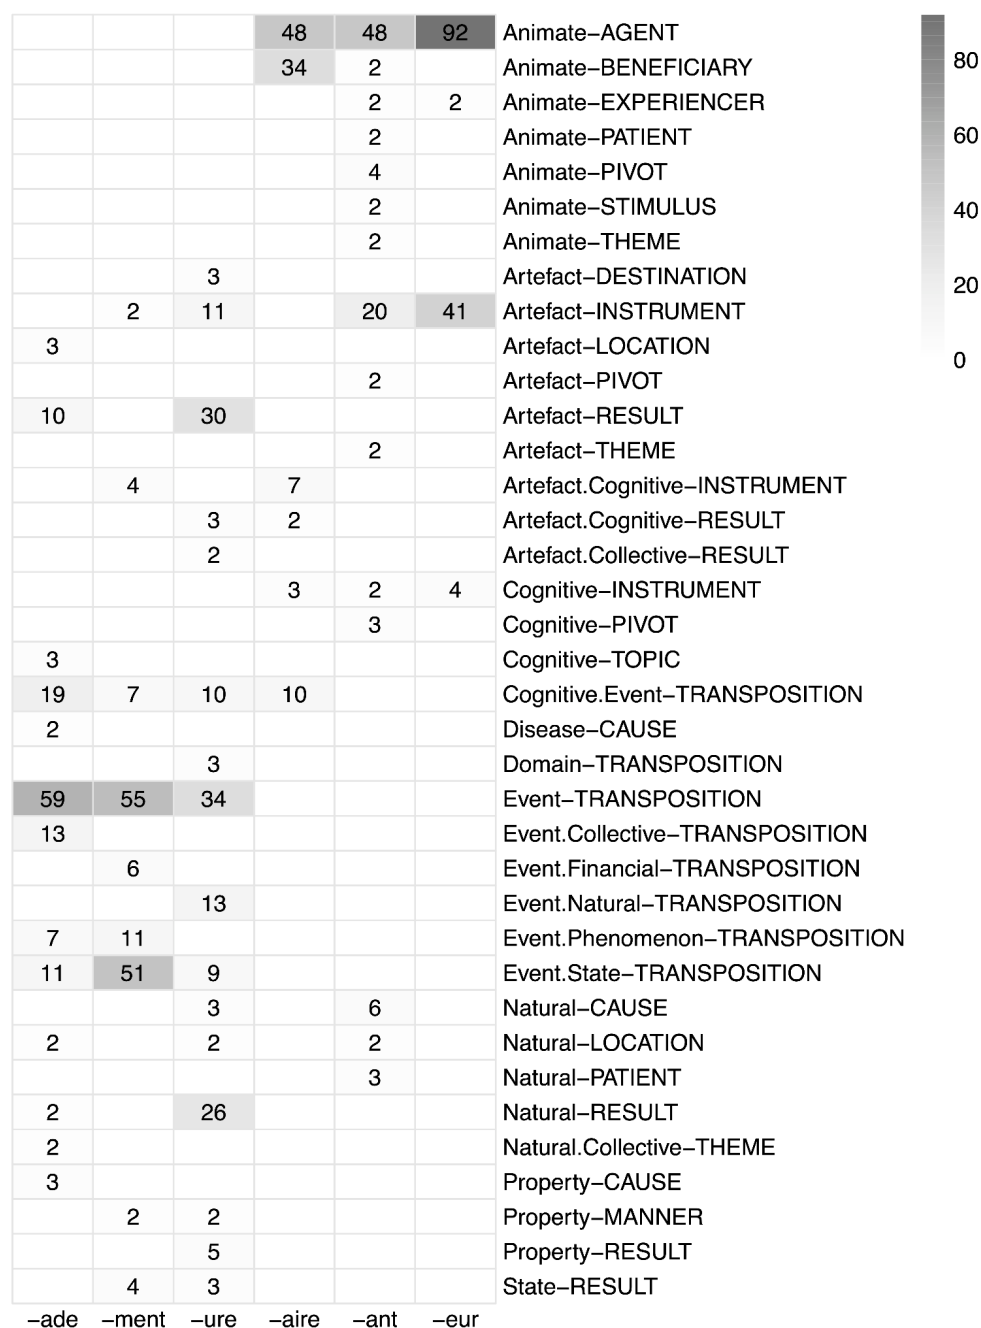 48 48 92 Animate−AGENT
34 2 Animate−BENEFICIARY
2 2 Animate−EXPERIENCER
2 Animate−PATIENT
4 Animate−PIVOT
2 Animate−STIMULUS
2 Animate−THEME
3 Artefact−DESTINATION
2 11 20 41 Artefact−INSTRUMENT
3 Artefact−LOCATION
2 Artefact−PIVOT
10 30 Artefact−RESULT
2 Artefact−THEME
4 7 Artefact.Cognitive−INSTRUMENT
3 2 Artefact.Cognitive−RESULT
2 Artefact.Collective−RESULT
3 2 4 Cognitive−INSTRUMENT
3 Cognitive−PIVOT
3 Cognitive−TOPIC
19 7 10 10 Cognitive.Event−TRANSPOSITION
2 Disease−CAUSE
3 Domain−TRANSPOSITION
59 55 34 Event−TRANSPOSITION
13 Event.Collective−TRANSPOSITION
6 Event.Financial−TRANSPOSITION
13 Event.Natural−TRANSPOSITION
7 11 Event.Phenomenon−TRANSPOSITION
11 51 9 Event.State−TRANSPOSITION
3 6 Natural−CAUSE
2 2 2 Natural−LOCATION
3 Natural−PATIENT
2 26 Natural−RESULT
2 Natural.Collective−THEME
3 Property−CAUSE
2 2 Property−MANNER
5 Property−RESULT
4 3 State−RESULT
−ade −ment −ure −aire −ant −eur
80
60
40
20
0